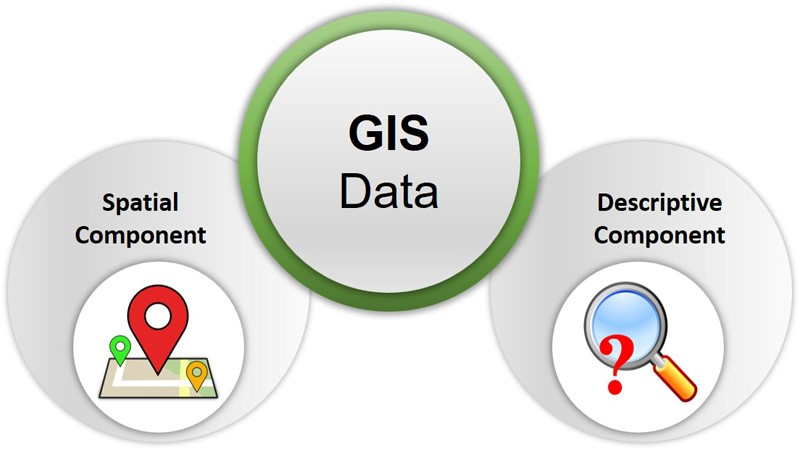 GIS
Data
Spatial
Component
Descriptive
Component
?